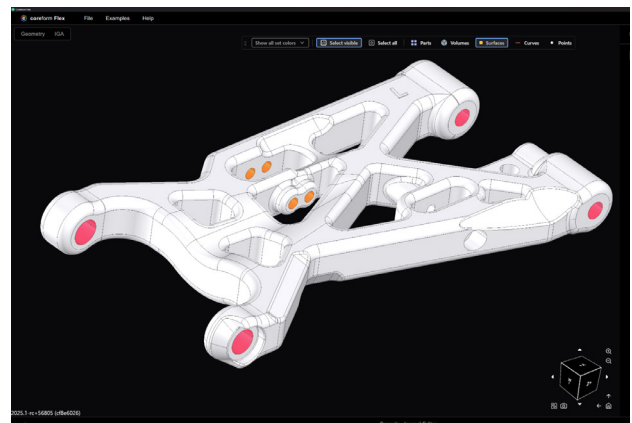 coreform Flex File Examples Help
Geometry IGA
Show all set colors Select visible Select all Parts Volumes Surfaces Curves Points
L
2025.1-rc+56805 (cf8e6026)